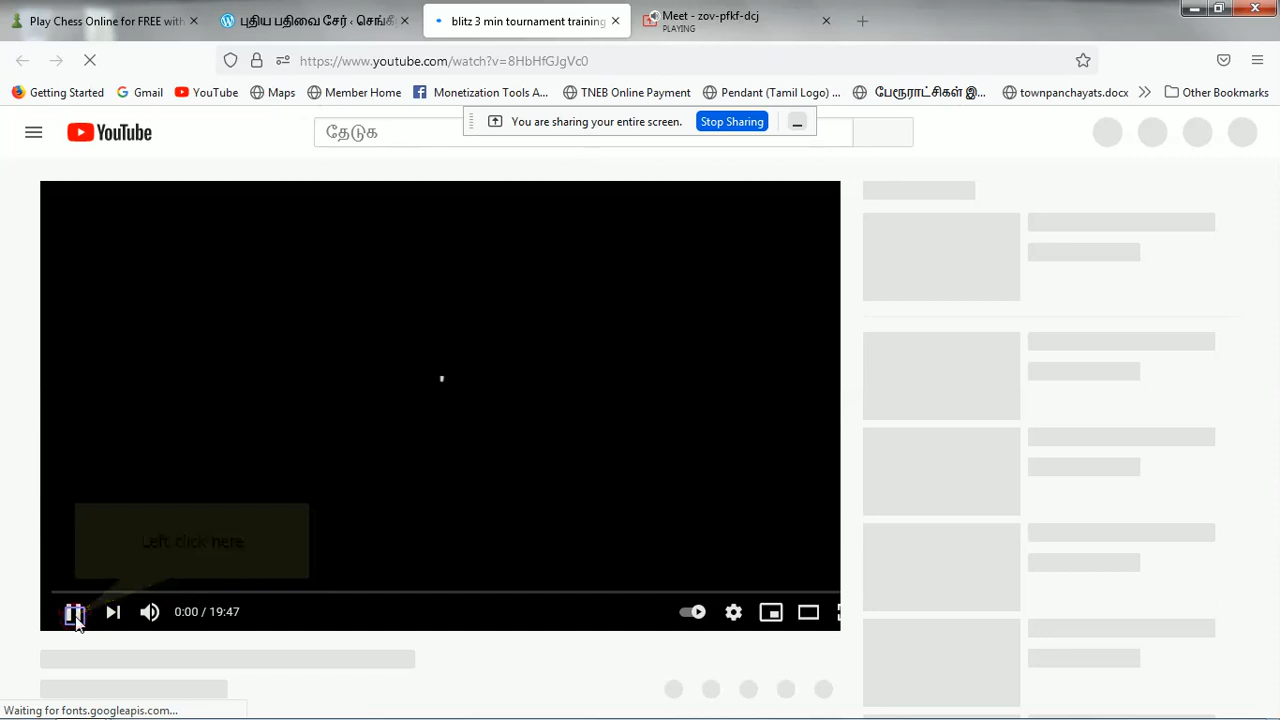 Play Chess Online for FREE with
புதிய பதிவை சேர் ‹ செங்கி
blitz 3 min tournament training
Meet - zov-pfkf-dcj
PLAYING
https://www.youtube.com/watch?v=8HbHfGJgVc0
Getting Started
Gmail
YouTube
Maps
Member Home
Monetization Tools A...
TNEB Online Payment
Pendant (Tamil Logo) ...
பேரூராட்சிகள் இ...
townpanchayats.docx
Other Bookmarks
YouTube
தேடுக
You are sharing your entire screen.
Stop Sharing
Left click here
0:00 / 19:47
Waiting for fonts.googleapis.com...